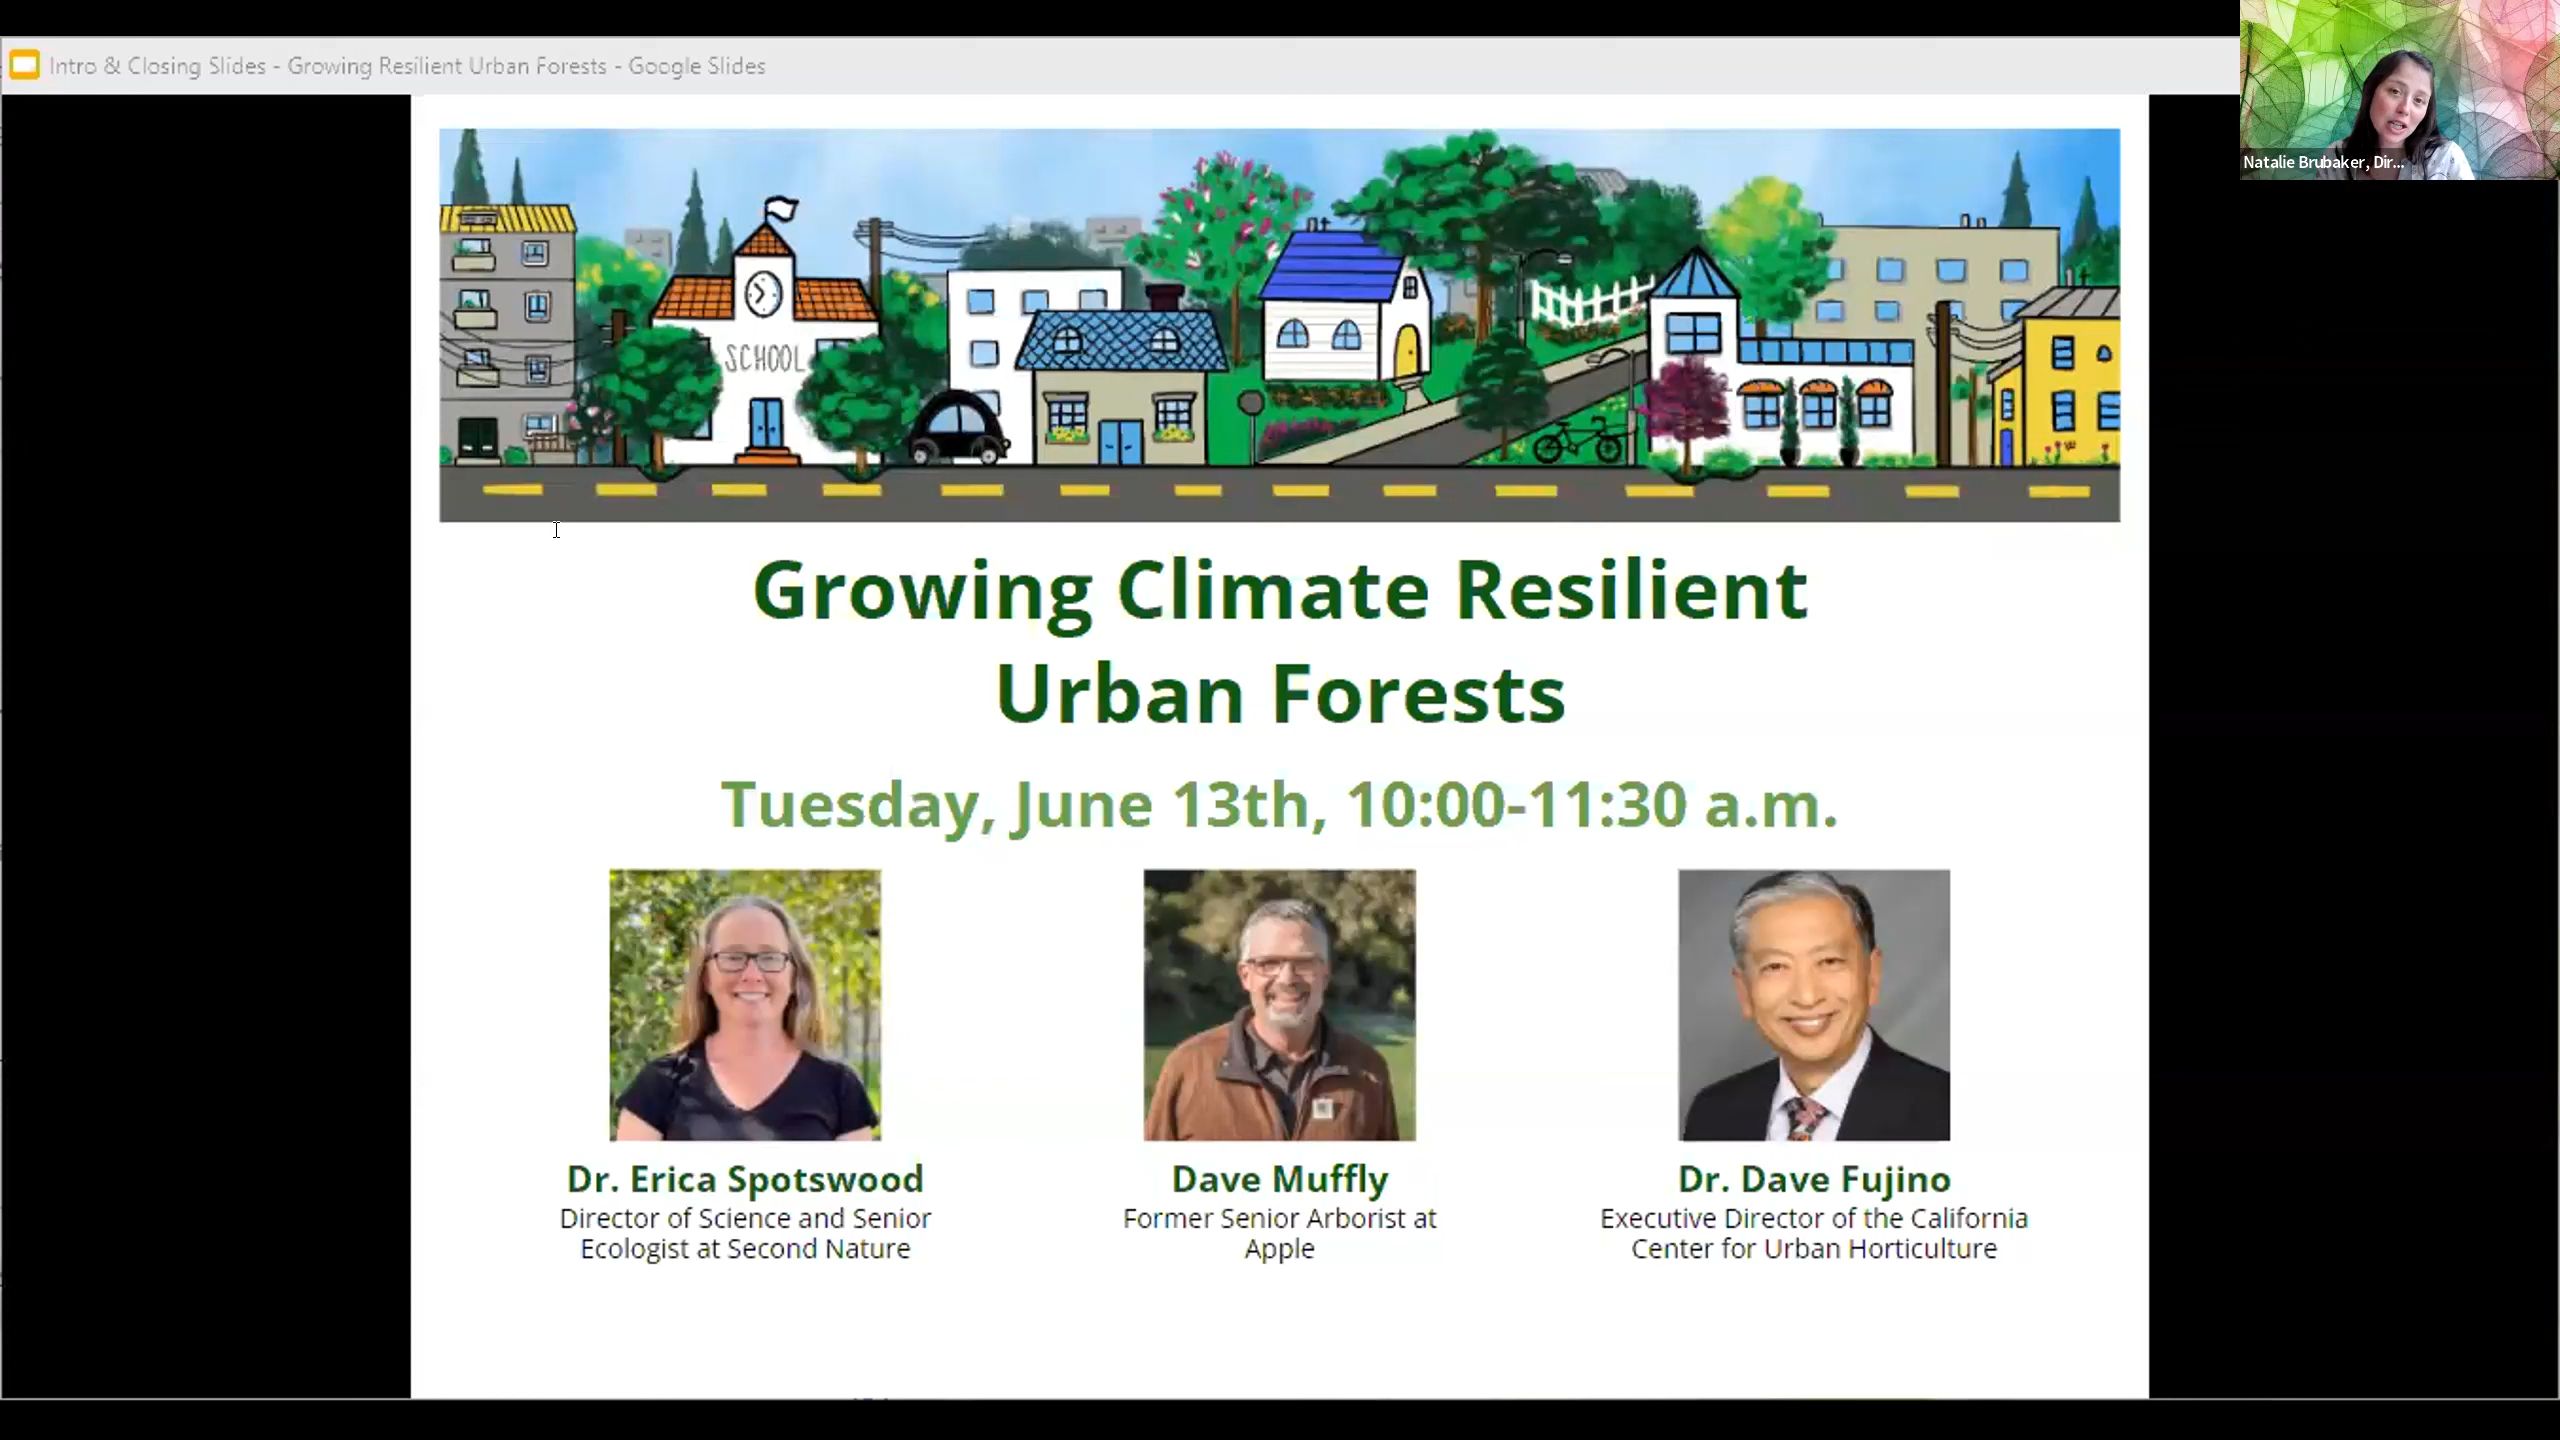 Intro & Closing Slides - Growing Resilient Urban Forests - Google Slides
Natalie Brubaker, Dir...
SCHOOL
Growing Climate Resilient
Urban Forests
Tuesday, June 13th, 10:00-11:30 a.m.
Dr. Erica Spotswood
Director of Science and Senior
Ecologist at Second Nature
Dave Muffly
Former Senior Arborist at
Apple
Dr. Dave Fujino
Executive Director of the California
Center for Urban Horticulture